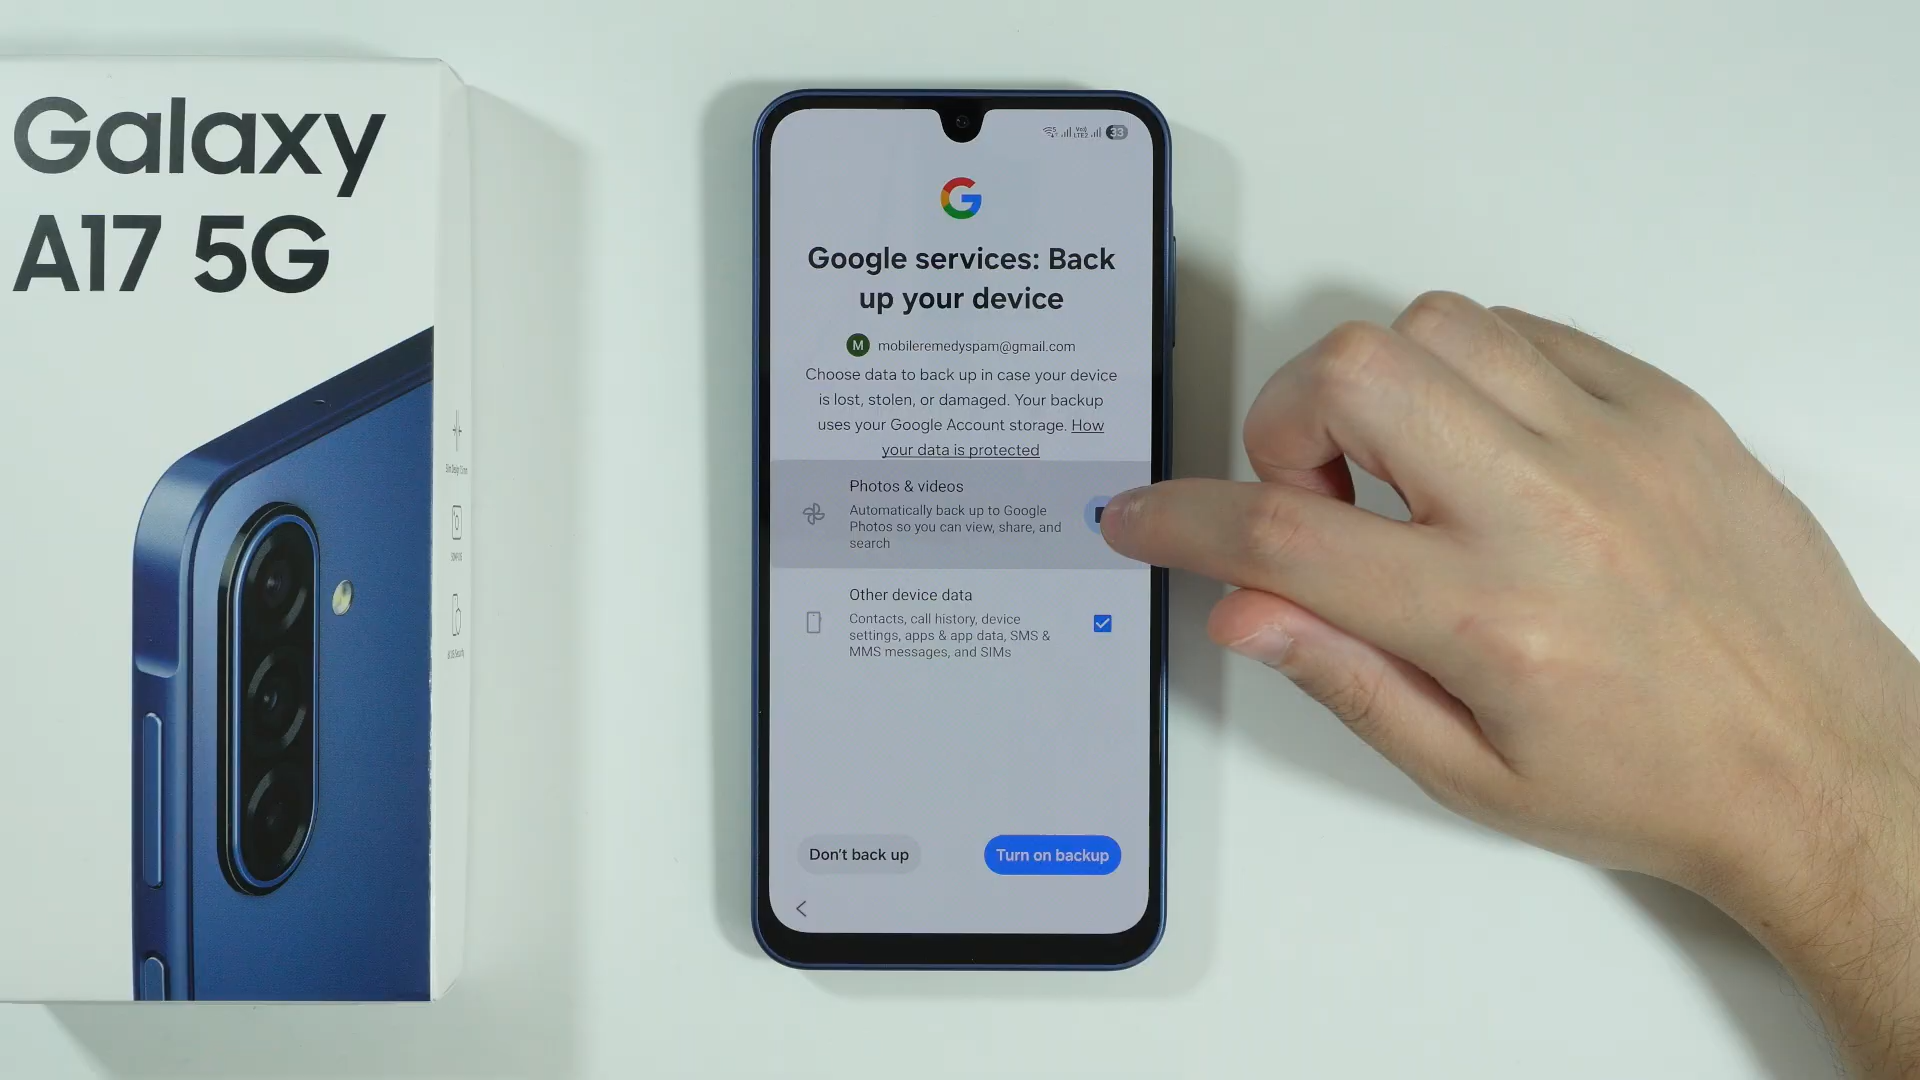 Galaxy
A17 5G
33
Google services: Back
up your device
M mobileremedyspam@gmail.com
Choose data to back up in case your device
is lost, stolen, or damaged. Your backup
uses your Google Account storage. How
your data is protected
Photos & videos
Automatically back up to Google
Photos so you can view, share, and
search
Other device data
Contacts, call history, device
settings, apps & app data, SMS &
MMS messages, and SIMs
Don't back up
Turn on backup